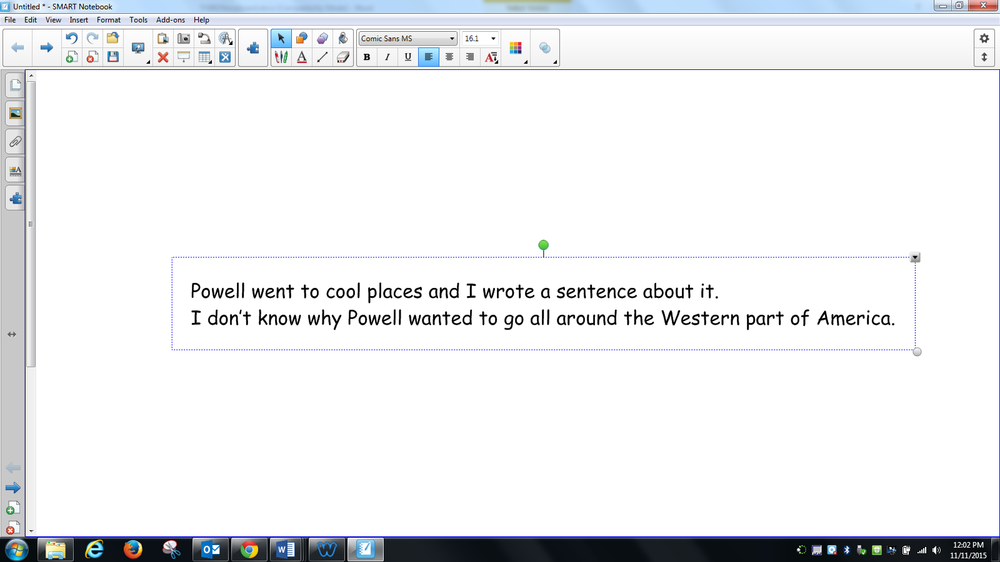 Untitled * - SMART Notebook
File Edit View Insert Format Tools Add-ons Help
Comic Sans MS 16.1
B I U
Powell went to cool places and I wrote a sentence about it.
I don't know why Powell wanted to go all around the Western part of America.
12:02 PM
11/11/2015